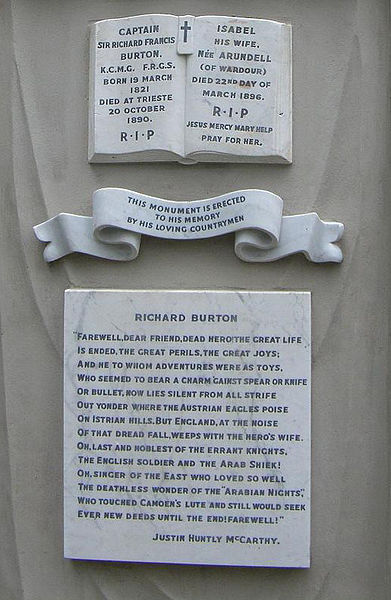 CAPTAIN
SIR RICHARD FRANCIS
BURTON.
K.C.M.G. F.R.G.S.
BORN 19 MARCH
1821
DIED AT TRIESTE
20 OCTOBER
1890.
R·I·P
ISABEL
HIS WIFE.
NÉE ARUNDELL
(OF WARDOUR)
DIED 22ND DAY OF
MARCH 1896.
R·I·P
JESUS MERCY MARY HELP
PRAY FOR HER.
THIS MONUMENT IS ERECTED
TO HIS MEMORY
BY HIS LOVING COUNTRYMEN
RICHARD BURTON
"FAREWELL, DEAR FRIEND, DEAD HERO! THE GREAT LIFE
IS ENDED, THE GREAT PERILS, THE GREAT JOYS;
AND HE TO WHOM ADVENTURES WERE AS TOYS,
WHO SEEMED TO BEAR A CHARM 'GAINST SPEAR OR KNIFE
OR BULLET, NOW LIES SILENT FROM ALL STRIFE
OUT YONDER WHERE THE AUSTRIAN EAGLES POISE
ON ISTRIAN HILLS. BUT ENGLAND, AT THE NOISE
OF THAT DREAD FALL, WEEPS WITH THE HERO'S WIFE.
OH, LAST AND NOBLEST OF THE ERRANT KNIGHTS,
THE ENGLISH SOLDIER AND THE ARAB SHIEK!
OH, SINGER OF THE EAST WHO LOVED SO WELL
THE DEATHLESS WONDER OF THE "ARABIAN NIGHTS",
WHO TOUCHED CAMOEN'S LUTE AND STILL WOULD SEEK
EVER NEW DEEDS UNTIL THE END! FAREWELL!"
JUSTIN HUNTLY MCCARTHY.